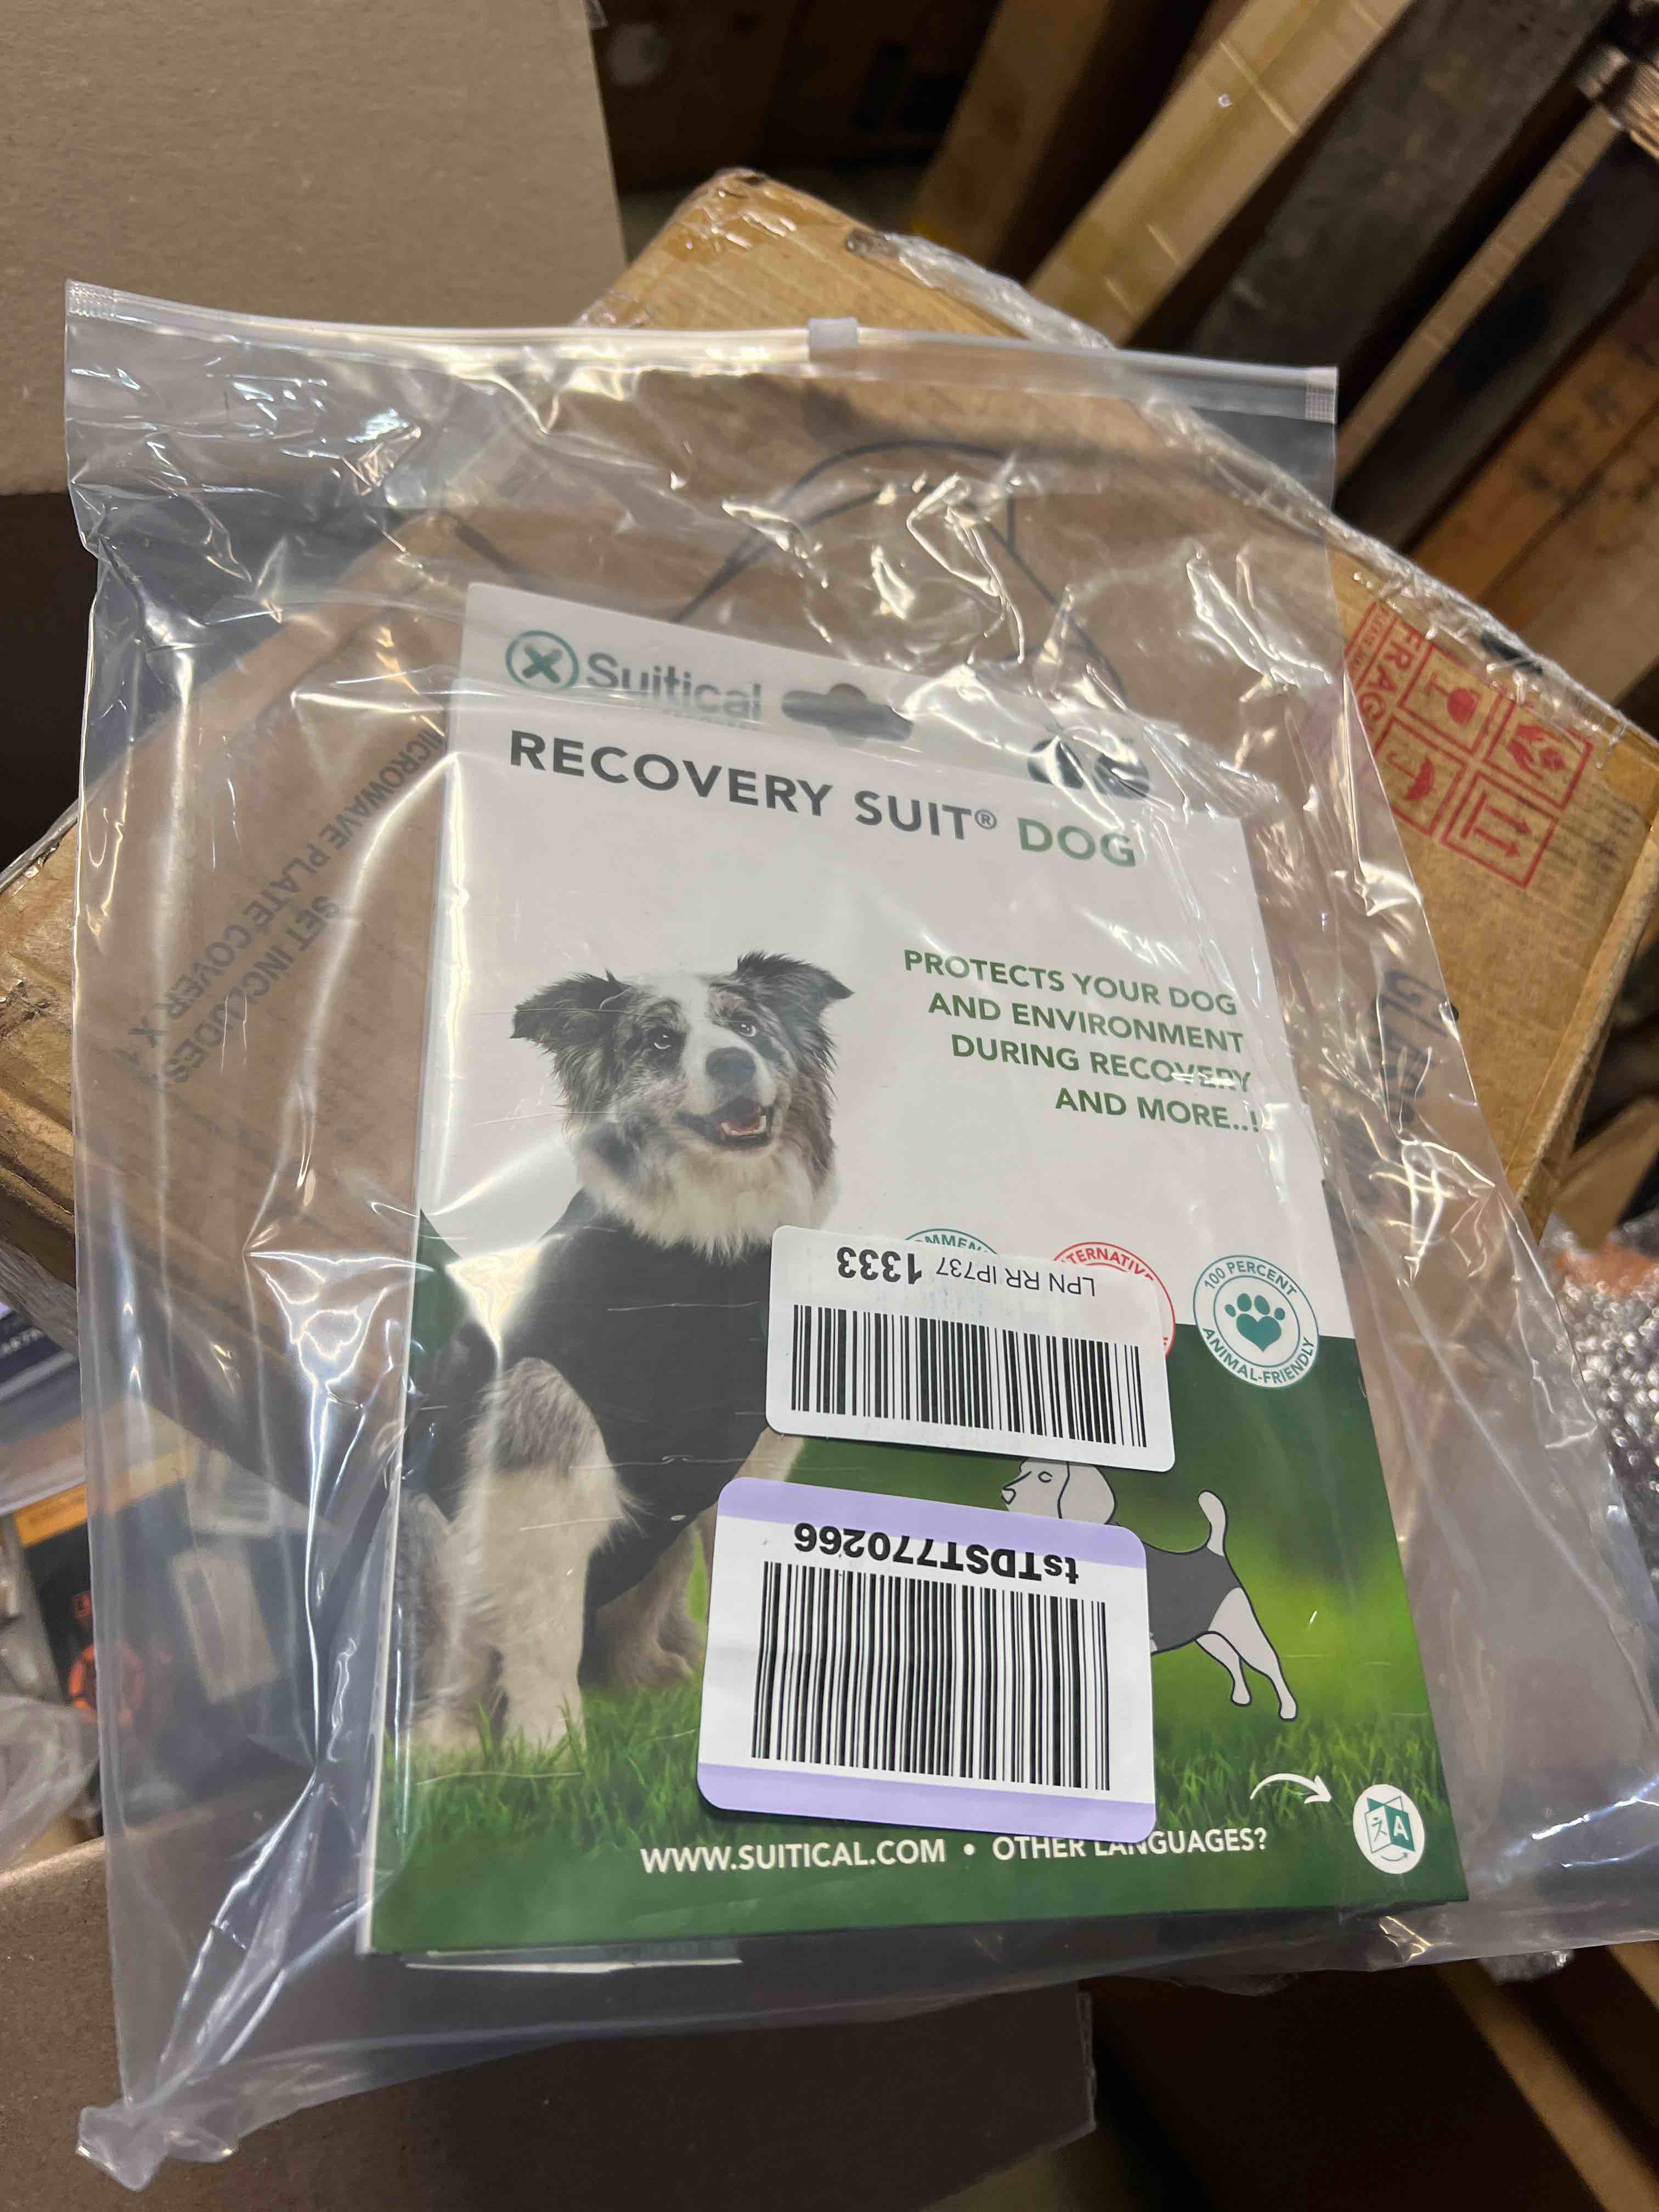 Suitical
RECOVERY SUIT® DOG
PROTECTS YOUR DOG
AND ENVIRONMENT
DURING RECOVERY
AND MORE..!
100 PERCENT
ANIMAL-FRIENDLY
LPN RR IP737 1333
tsTDST770266
WWW.SUITICAL.COM • OTHER LANGUAGES?
A
SET INCLUDES
MICROWAVE PLATE COVER X 1